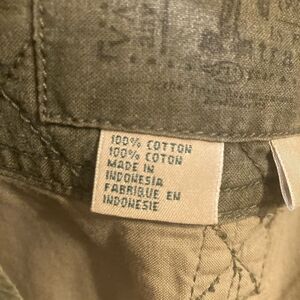 100% COTTON
100% COTON
MADE IN
INDONESIA
FABRIQUE EN
INDONESIE